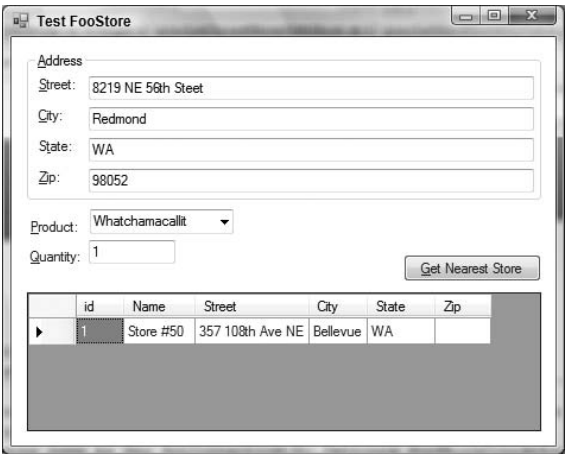 Test FooStore
Address
Street: 8219 NE 56th Steet
City: Redmond
State: WA
Zip: 98052
Product: Whatchamacallit
Quantity: 1
Get Nearest Store
id Name Street City State Zip
1 Store #50 357 108th Ave NE Bellevue WA